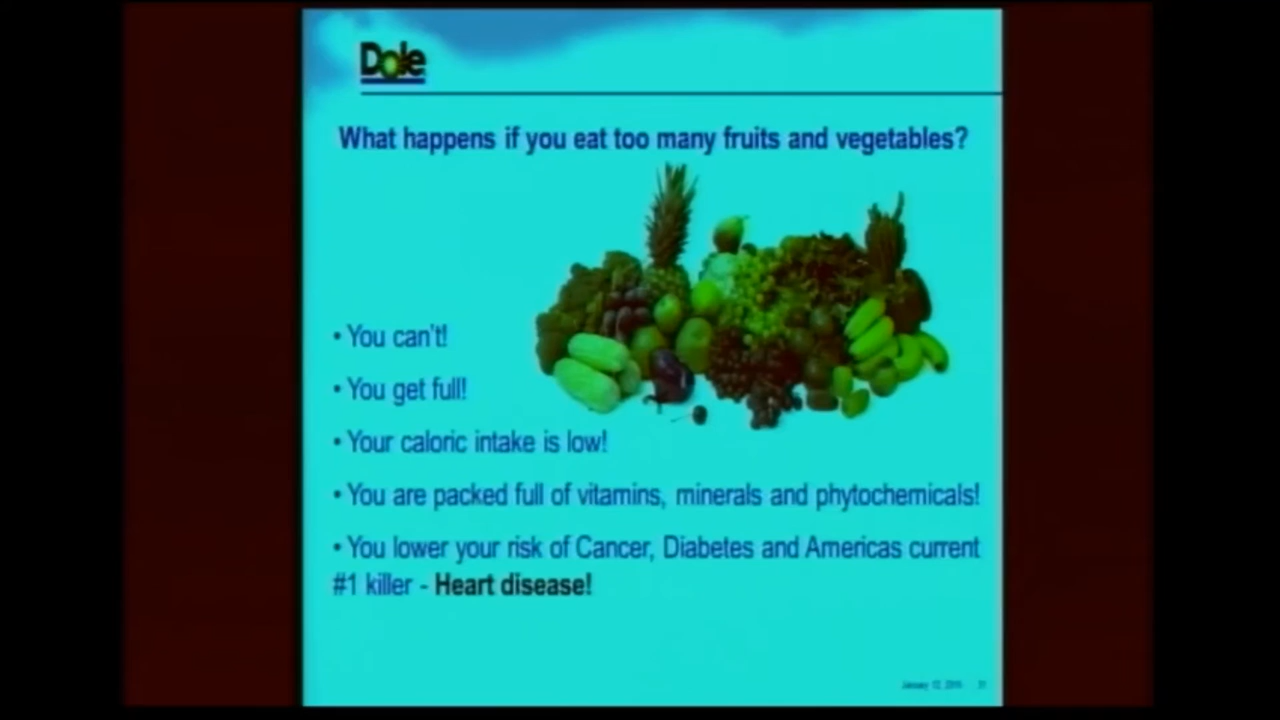 Dole
What happens if you eat too many fruits and vegetables?
• You can't!
• You get full!
• Your caloric intake is low!
• You are packed full of vitamins, minerals and phytochemicals!
• You lower your risk of Cancer, Diabetes and Americas current
#1 killer - Heart disease!
January 12,